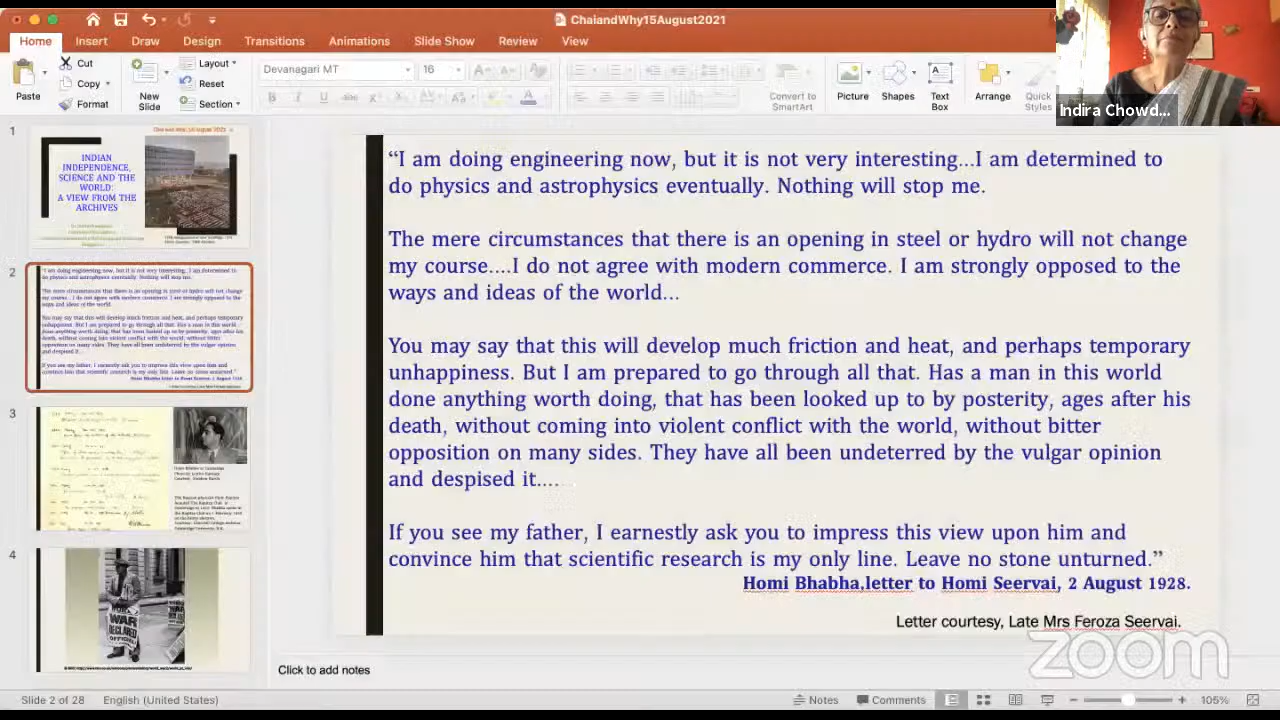 ChaiandWhy15August2021
Home Insert Draw Design Transitions Animations Slide Show Review View
Paste
Cut
Copy
Format
New
Slide
Layout
Reset
Section
Devanagari MT 16
Convert to
SmartArt
Picture
Shapes
Text
Box
Arrange
Quick
Styles
Indira Chowd...
1
INDIAN
INDEPENDENCE,
SCIENCE AND THE
WORLD:
A VIEW FROM THE
ARCHIVES
2
3
4
WAR
DECLARED
OFFICIAL
“I am doing engineering now, but it is not very interesting…I am determined to
do physics and astrophysics eventually. Nothing will stop me.
The mere circumstances that there is an opening in steel or hydro will not change
my course…I donot agree with modern commerce. I am strongly opposed to the
ways and ideas of the world…
You may say that this will develop much friction and heat, and perhaps temporary
unhappiness. But I am prepared to go through all that. Has a man in this world
done anything worth doing, that has been looked up to by posterity, ages after his
death, without coming into violent conflict with the world, without bitter
opposition on many sides. They have all been undeterred by the vulgar opinion
and despised it….
If you see my father, I earnestly ask you to impress this view upon him and
convince him that scientific research is my only line. Leave no stone unturned.”
Homi Bhabha,letter to Homi Seervai, 2 August 1928.
Letter courtesy, Late Mrs Feroza Seervai.
zoom
Click to add notes
Slide 2 of 28 English (United States) Notes Comments 105%